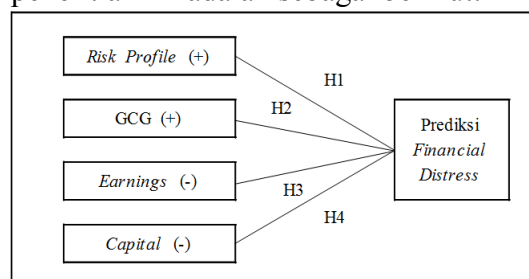 Risk Profile (+)
H1
H2
GCG (+)
Prediksi
Financial
Distress
Earnings (-)
H3
H4
Capital (-)